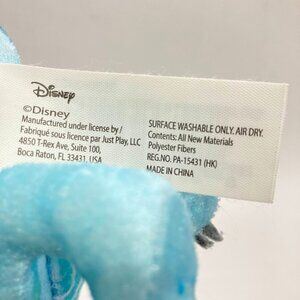 Disney
©Disney
Manufactured under license by /
Fabriqué sous licence par Just Play, LLC
4850 T-Rex Ave, Suite 100,
Boca Raton, FL 33431, USA
SURFACE WASHABLE ONLY. AIR DRY.
Contents: All New Materials
Polyester Fibers
REG.NO. PA-15431 (HK)
MADE IN CHINA